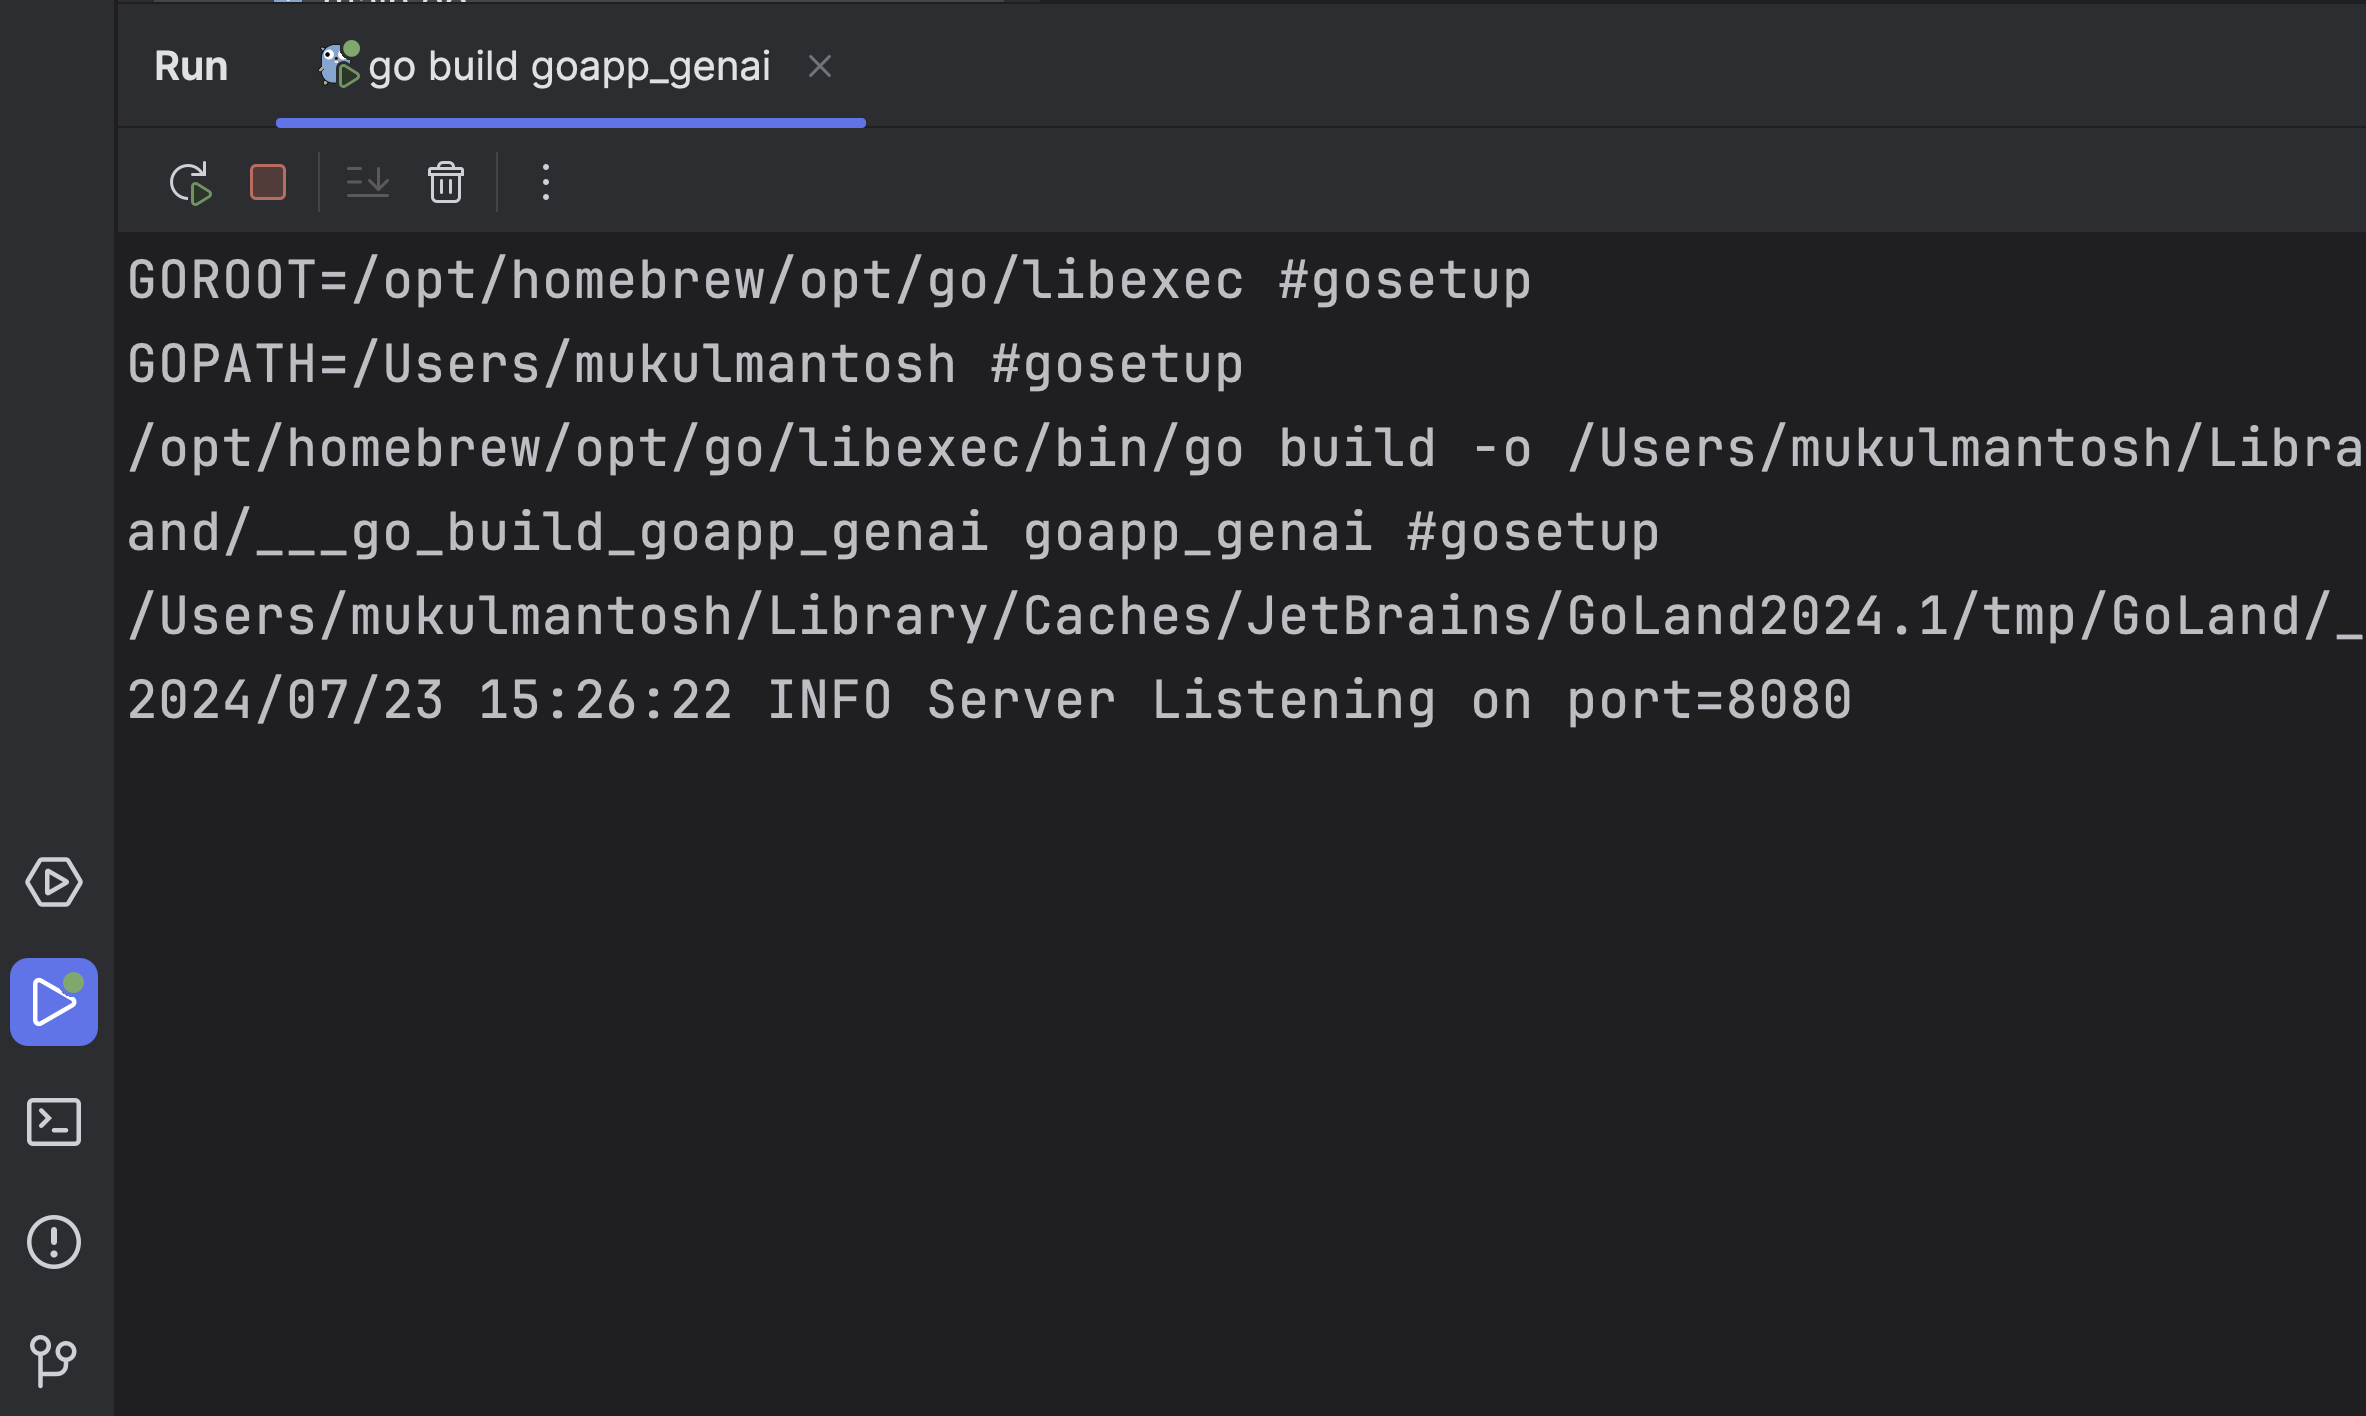 Run go build goapp_genai
GOROOT=/opt/homebrew/opt/go/libexec #gosetup
GOPATH=/Users/mukulmantosh #gosetup
/opt/homebrew/opt/go/libexec/bin/go build -o /Users/mukulmantosh/Libra
and/___go_build_goapp_genai goapp_genai #gosetup
/Users/mukulmantosh/Library/Caches/JetBrains/GoLand2024.1/tmp/GoLand/_
2024/07/23 15:26:22 INFO Server Listening on port=8080